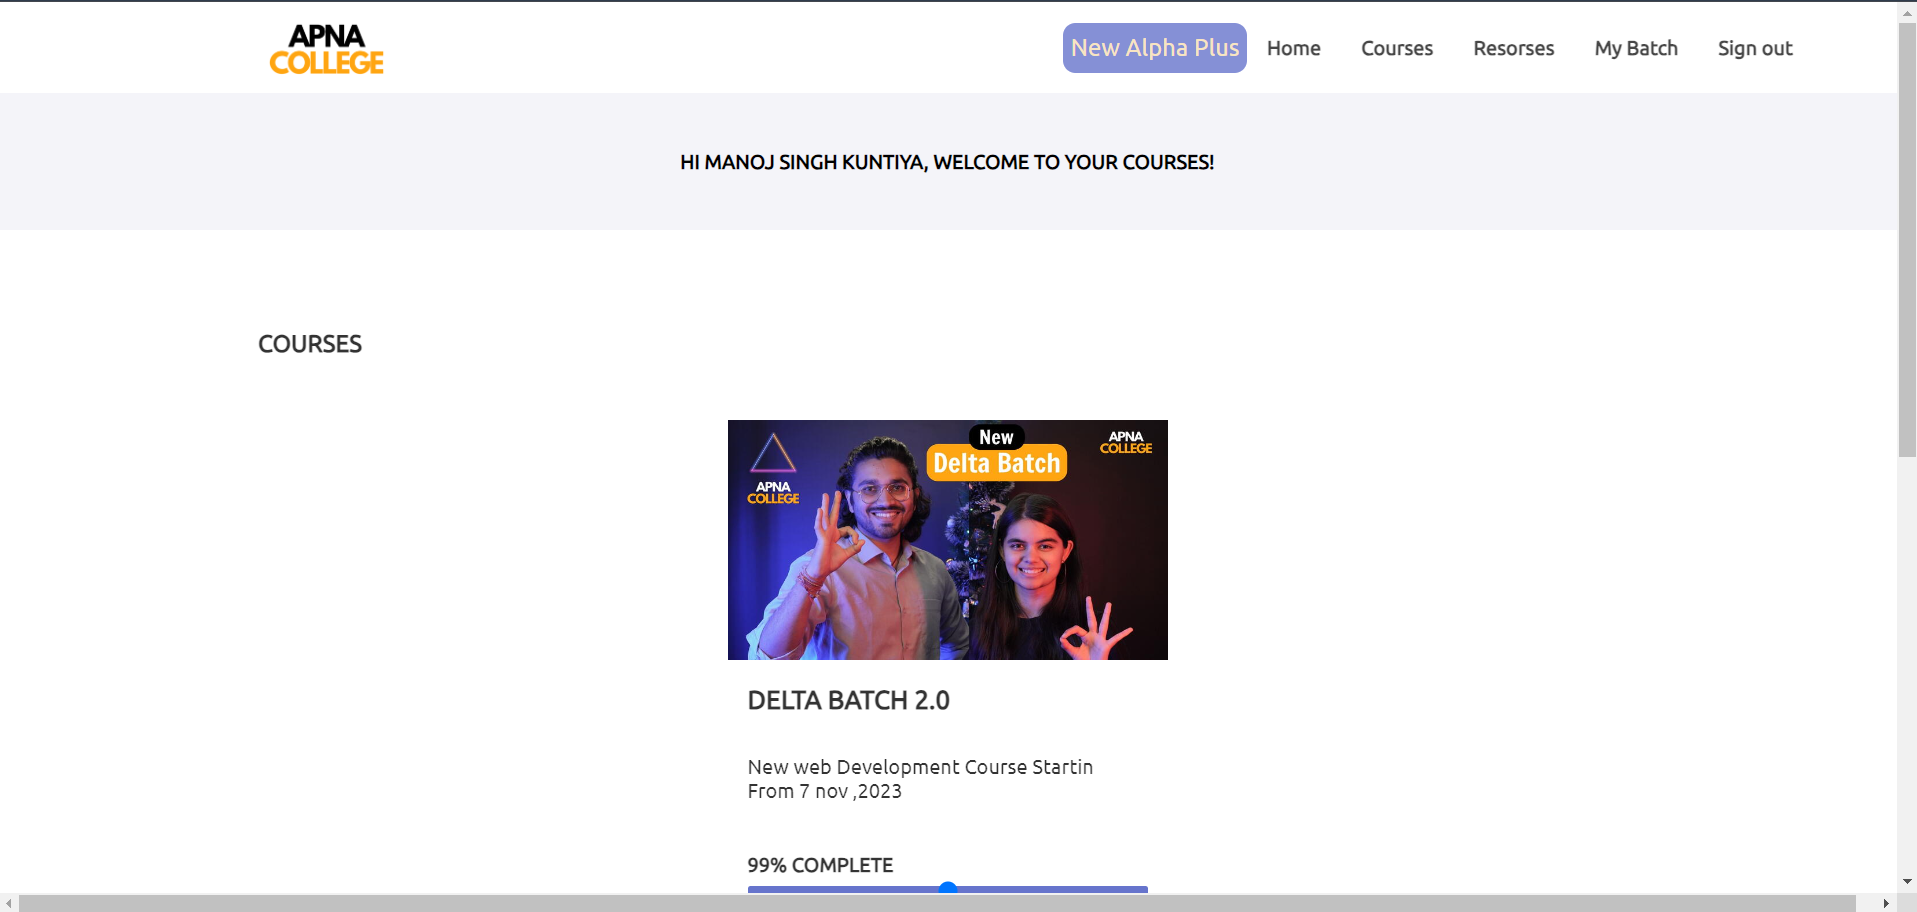 APNA
COLLEGE
New Alpha Plus
Home
Courses
Resorses
My Batch
Sign out
HI MANOJ SINGH KUNTIYA, WELCOME TO YOUR COURSES!
COURSES
New
Delta Batch
APNA
COLLEGE
APNA
COLLEGE
DELTA BATCH 2.0
New web Development Course Startin
From 7 nov ,2023
99% COMPLETE